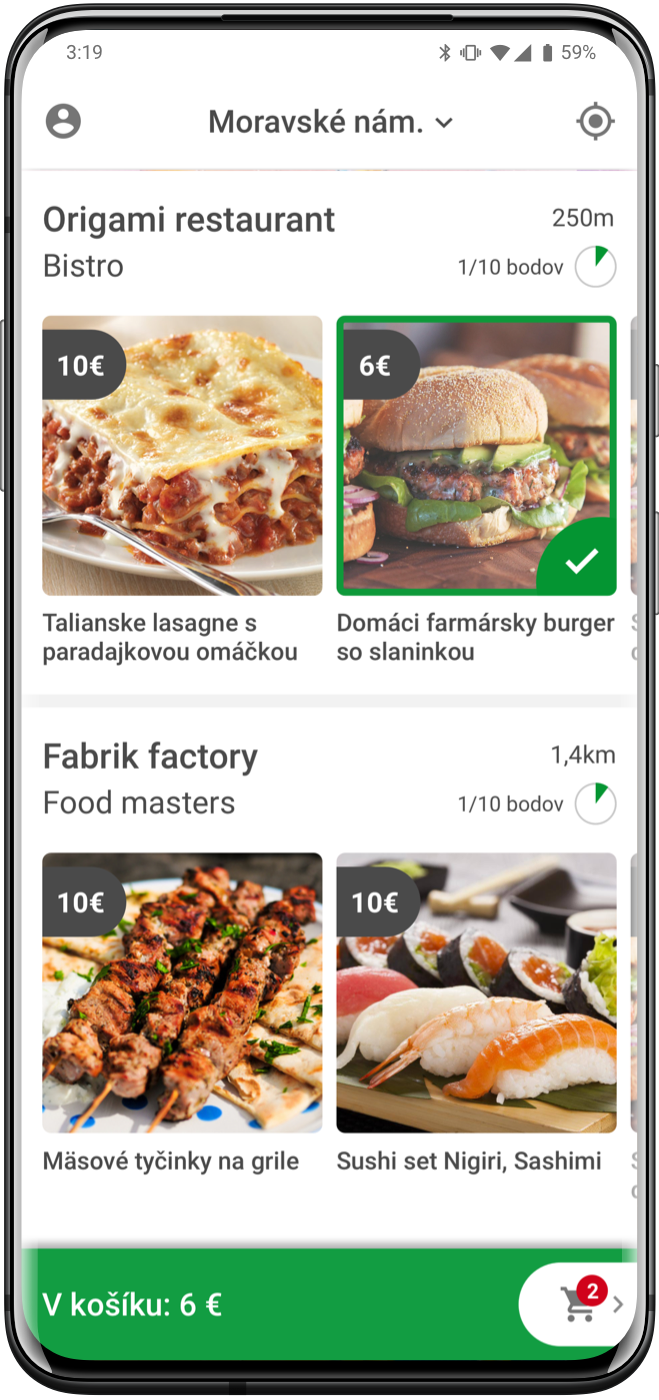 3:19
59%
Moravské nám.
Origami restaurant
250m
Bistro
1/10 bodov
10€
6€
Talianske lasagne s
paradajkovou omáčkou
Domáci farmársky burger
so slaninkou
Fabrik factory
1,4km
Food masters
1/10 bodov
10€
10€
Mäsové tyčinky na grile
Sushi set Nigiri, Sashimi
V košíku: 6 €
2